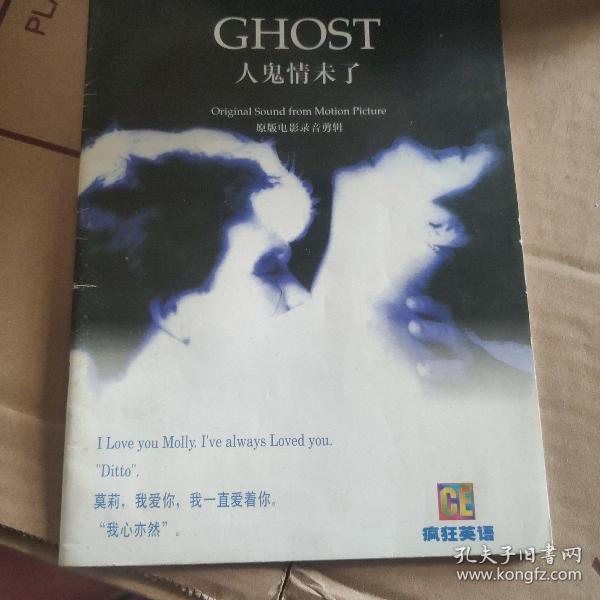 PLA
GHOST
人鬼情未了
Original Sound from Motion Picture
原版电影录音剪辑
I Love you Molly. I've always Loved you.
"Ditto".
莫莉，我爱你，我一直爱着你。
“我心亦然”。
CE
疯狂英语
孔夫子旧书网
www.kongfz.com